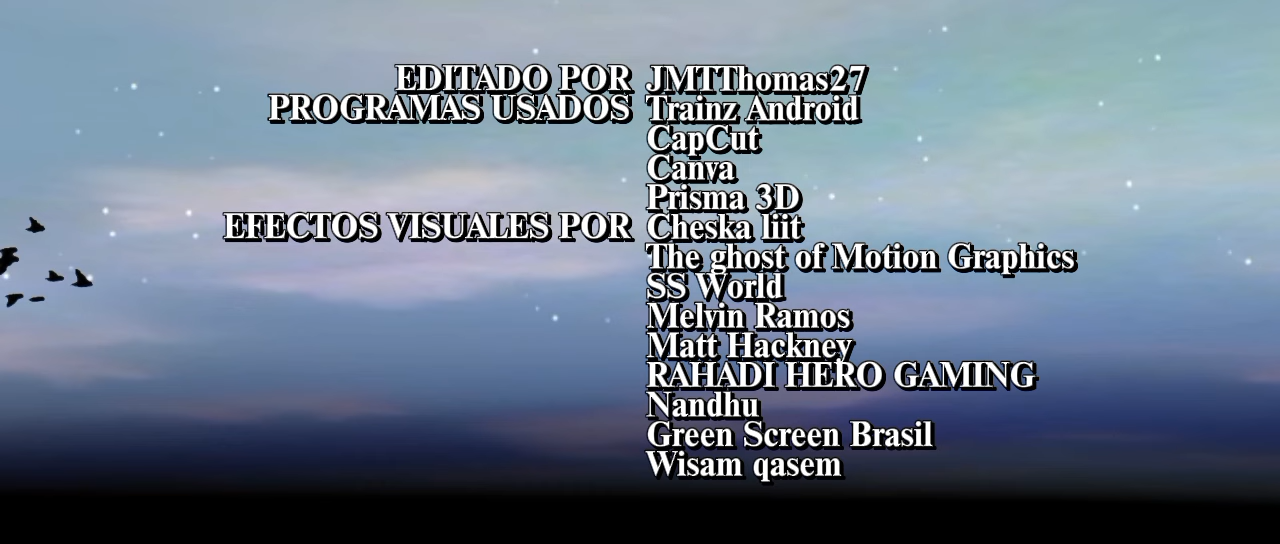 EDITADO POR JMTThomas27
PROGRAMAS USADOS Trainz Android
CapCut
Canva
Prisma 3D
EFECTOS VISUALES POR Cheska liit
The ghost of Motion Graphics
SS World
Melvin Ramos
Matt Hackney
RAHADI HERO GAMING
Nandhu
Green Screen Brasil
Wisam qasem